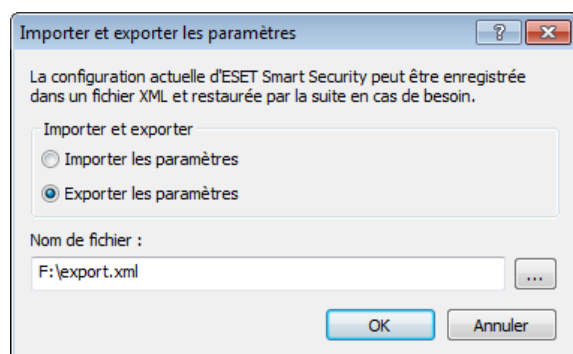 Importer et exporter les paramètres
La configuration actuelle d'ESET Smart Security peut être enregistrée
dans un fichier XML et restaurée par la suite en cas de besoin.
Importer et exporter
Importer les paramètres
Exporter les paramètres
Nom de fichier :
F:\export.xml
...
OK Annuler